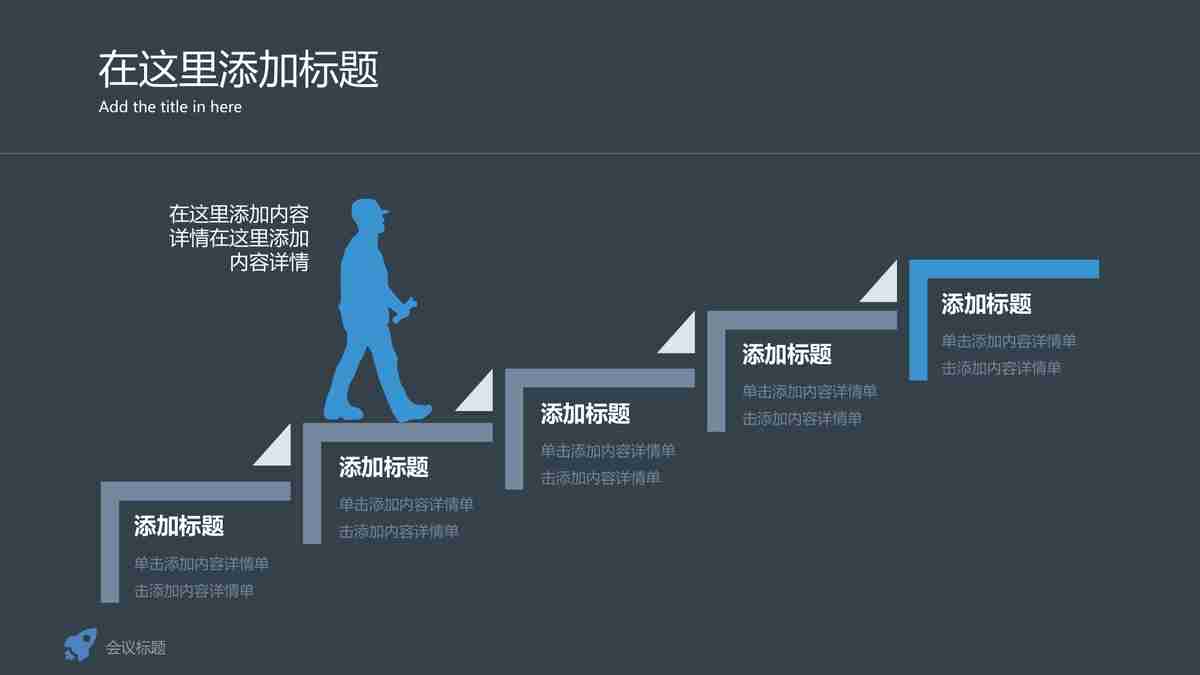 在这里添加标题
Add the title in here
在这里添加内容
详情在这里添加
内容详情
添加标题
单击添加内容详情单
击添加内容详情单
添加标题
单击添加内容详情单
击添加内容详情单
添加标题
单击添加内容详情单
击添加内容详情单
添加标题
单击添加内容详情单
击添加内容详情单
添加标题
单击添加内容详情单
击添加内容详情单
会议标题